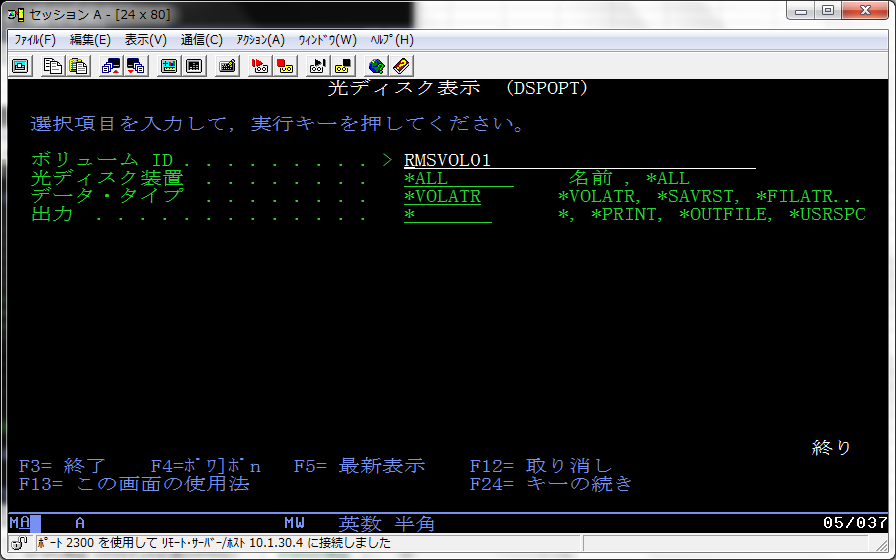 セッション A - [24 x 80]
ﾌｧｲﾙ(F) 編集(E) 表示(V) 通信(C) ｱｸｼｮﾝ(A) ｳｨﾝﾄﾞｳ(W) ﾍﾙﾌﾟ(H)
光ディスク表示 (DSPOPT)
選択項目を入力して, 実行キーを押してください。
ボリューム ID . . . . . . . . . > RMSVOL01
光ディスク装置 . . . . . . . . *ALL 名前 , *ALL
データ・タイプ . . . . . . . . *VOLATR *VOLATR, *SAVRST, *FILATR...
出力 . . . . . . . . . . . . . * *, *PRINT, *OUTFILE, *USRSPC
終り
F3= 終了 F4=ﾎﾟﾜ]ﾎﾟn F5= 最新表示 F12= 取り消し
F13= この画面の使用法 F24= キーの続き
MA A MW 英数 半角 05/037
ﾎﾟｰﾄ 2300 を使用して ﾘﾓｰﾄ･ｻｰﾊﾞｰ/ﾎｽﾄ 10.1.30.4 に接続しました